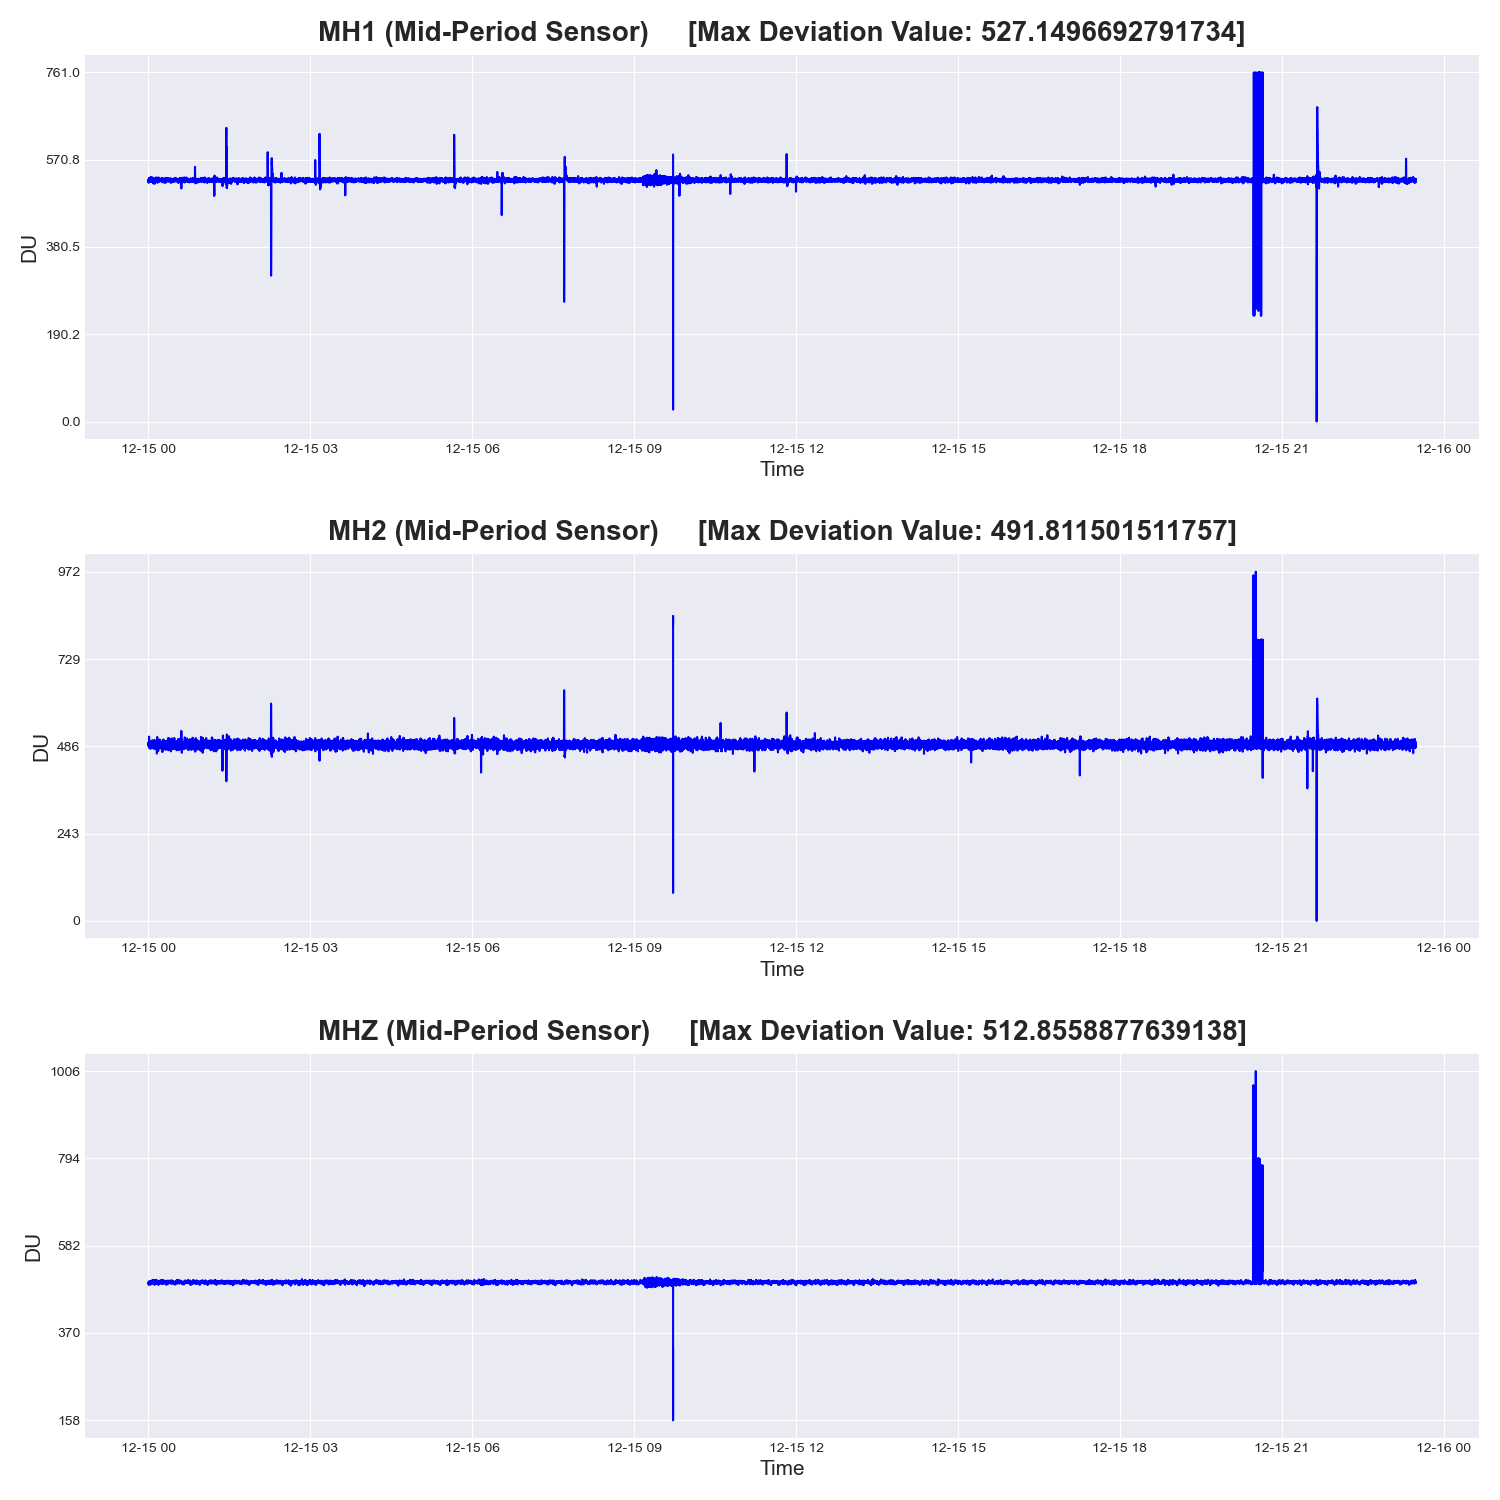 MH1 (Mid-Period Sensor) [Max Deviation Value: 527.1496692791734]
761.0
570.8
380.5
190.2
0.0
DU
12-15 00 12-15 03 12-15 06 12-15 09 12-15 12 12-15 15 12-15 18 12-15 21 12-16 00
Time
MH2 (Mid-Period Sensor) [Max Deviation Value: 491.811501511757]
972
729
486
243
0
DU
12-15 00 12-15 03 12-15 06 12-15 09 12-15 12 12-15 15 12-15 18 12-15 21 12-16 00
Time
MHZ (Mid-Period Sensor) [Max Deviation Value: 512.8558877639138]
1006
794
582
370
158
DU
12-15 00 12-15 03 12-15 06 12-15 09 12-15 12 12-15 15 12-15 18 12-15 21 12-16 00
Time